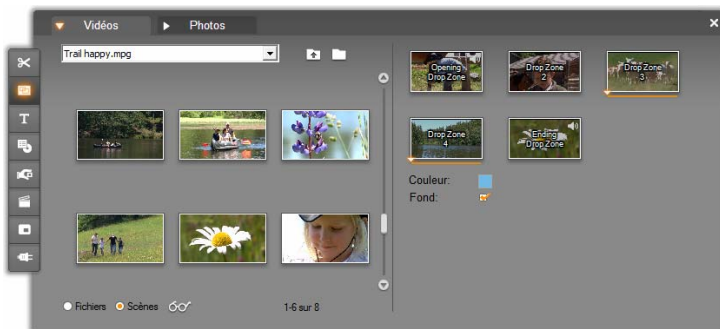 Vidéos
Photos
Trail happy.mpg
T
Fichiers
Scènes
1-6 sur 8
Opening
Drop Zone
Drop Zone
2
Drop Zone
3
Drop Zone
4
Ending
Drop Zone
Couleur:
Fond: